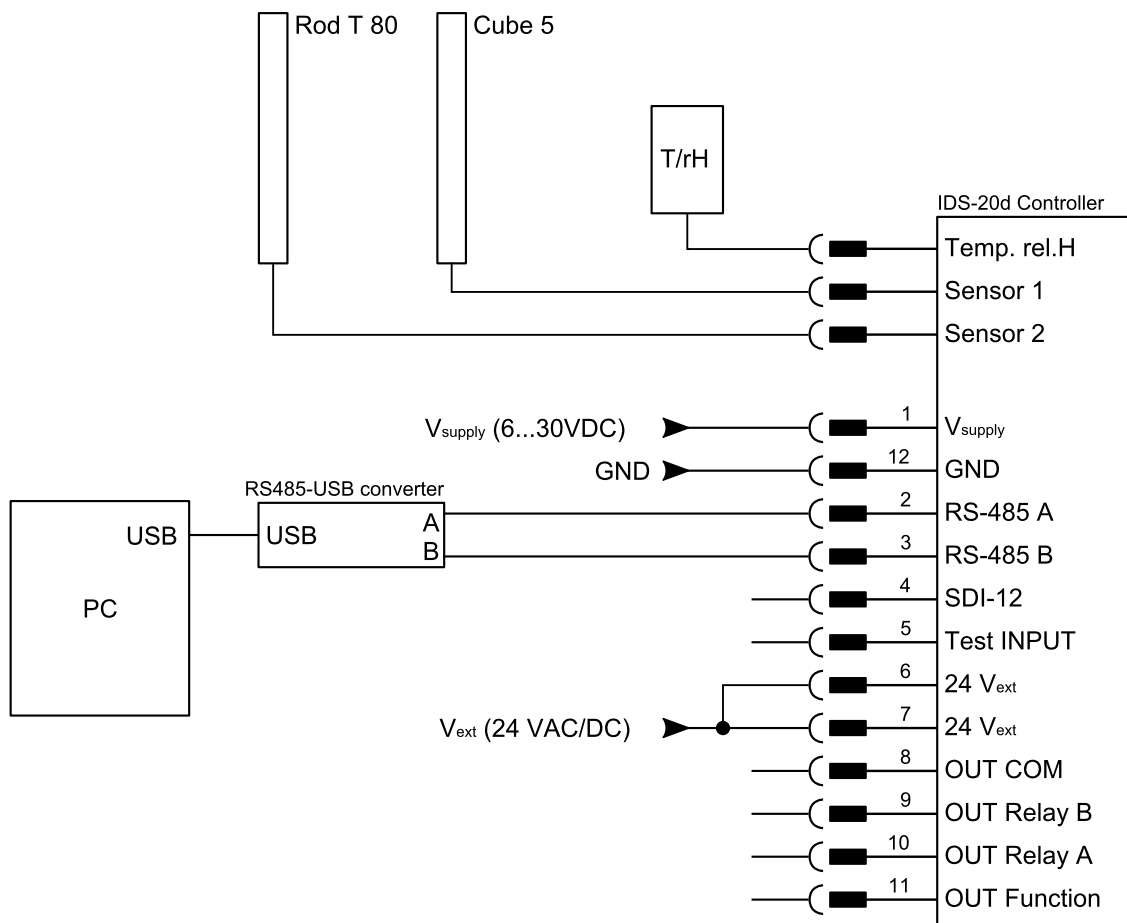 Rod T 80
Cube 5
T/rH
IDS-20d Controller
Temp. rel.H
Sensor 1
Sensor 2
Vsupply (6...30VDC)
1
Vsupply
GND
12
GND
RS485-USB converter
2
RS-485 A
USB
USB
A
B
3
RS-485 B
PC
4
SDI-12
5
Test INPUT
6
24 Vext
Vext (24 VAC/DC)
7
24 Vext
8
OUT COM
9
OUT Relay B
10
OUT Relay A
11
OUT Function